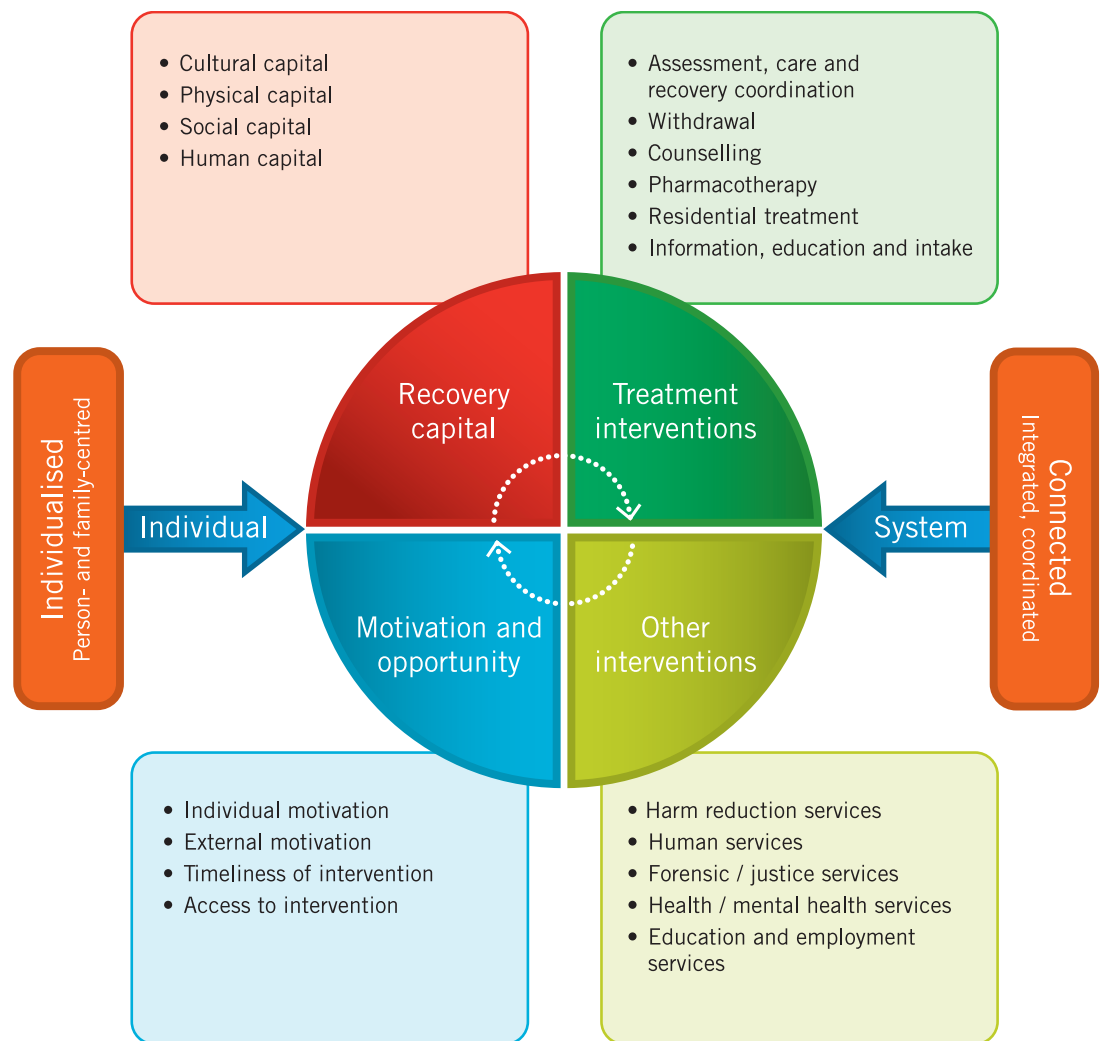 • Cultural capital
• Physical capital
• Social capital
• Human capital
• Assessment, care and
recovery coordination
• Withdrawal
• Counselling
• Pharmacotherapy
• Residential treatment
• Information, education and intake
Individualised
Person- and family-centred
Individual
Recovery
capital
Treatment
interventions
Motivation and
opportunity
Other
interventions
System
Connected
Integrated, coordinated
• Individual motivation
• External motivation
• Timeliness of intervention
• Access to intervention
• Harm reduction services
• Human services
• Forensic / justice services
• Health / mental health services
• Education and employment
services